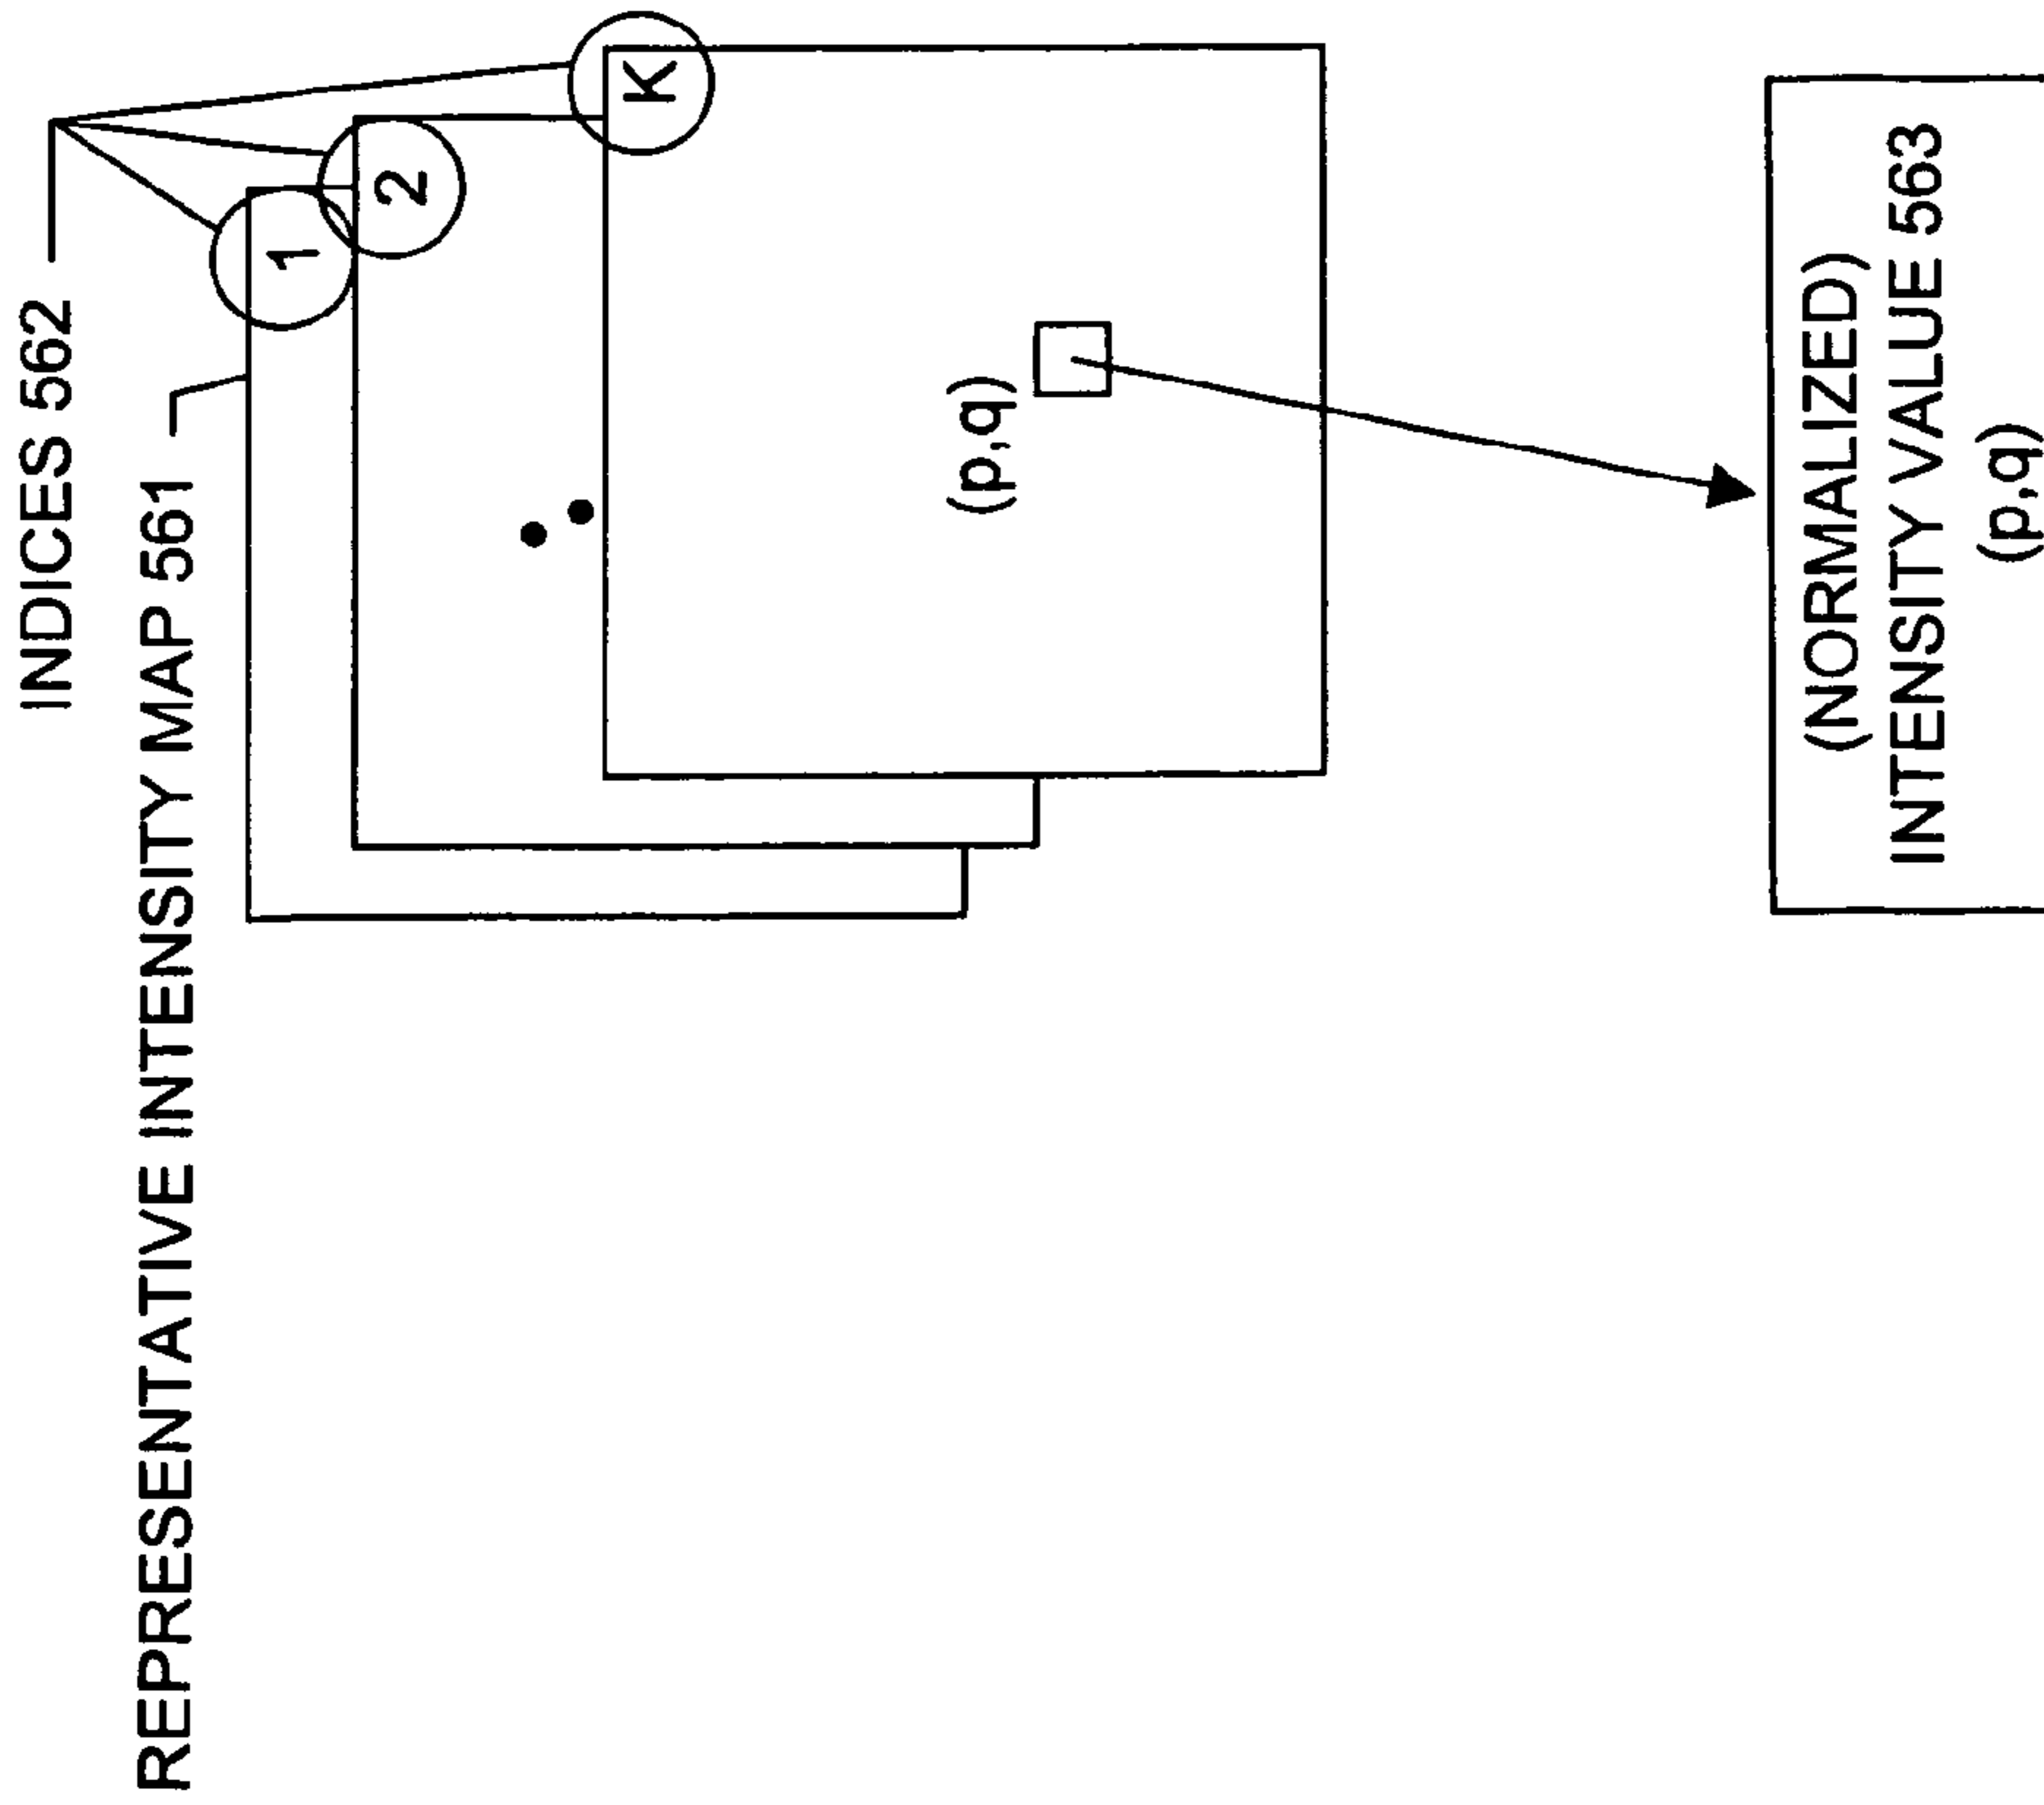 INDICES 562
REPRESENTATIVE INTENSITY MAP 561
1
2
K
(p,q)
(NORMALIZED)
INTENSITY VALUE 563
(p,q)